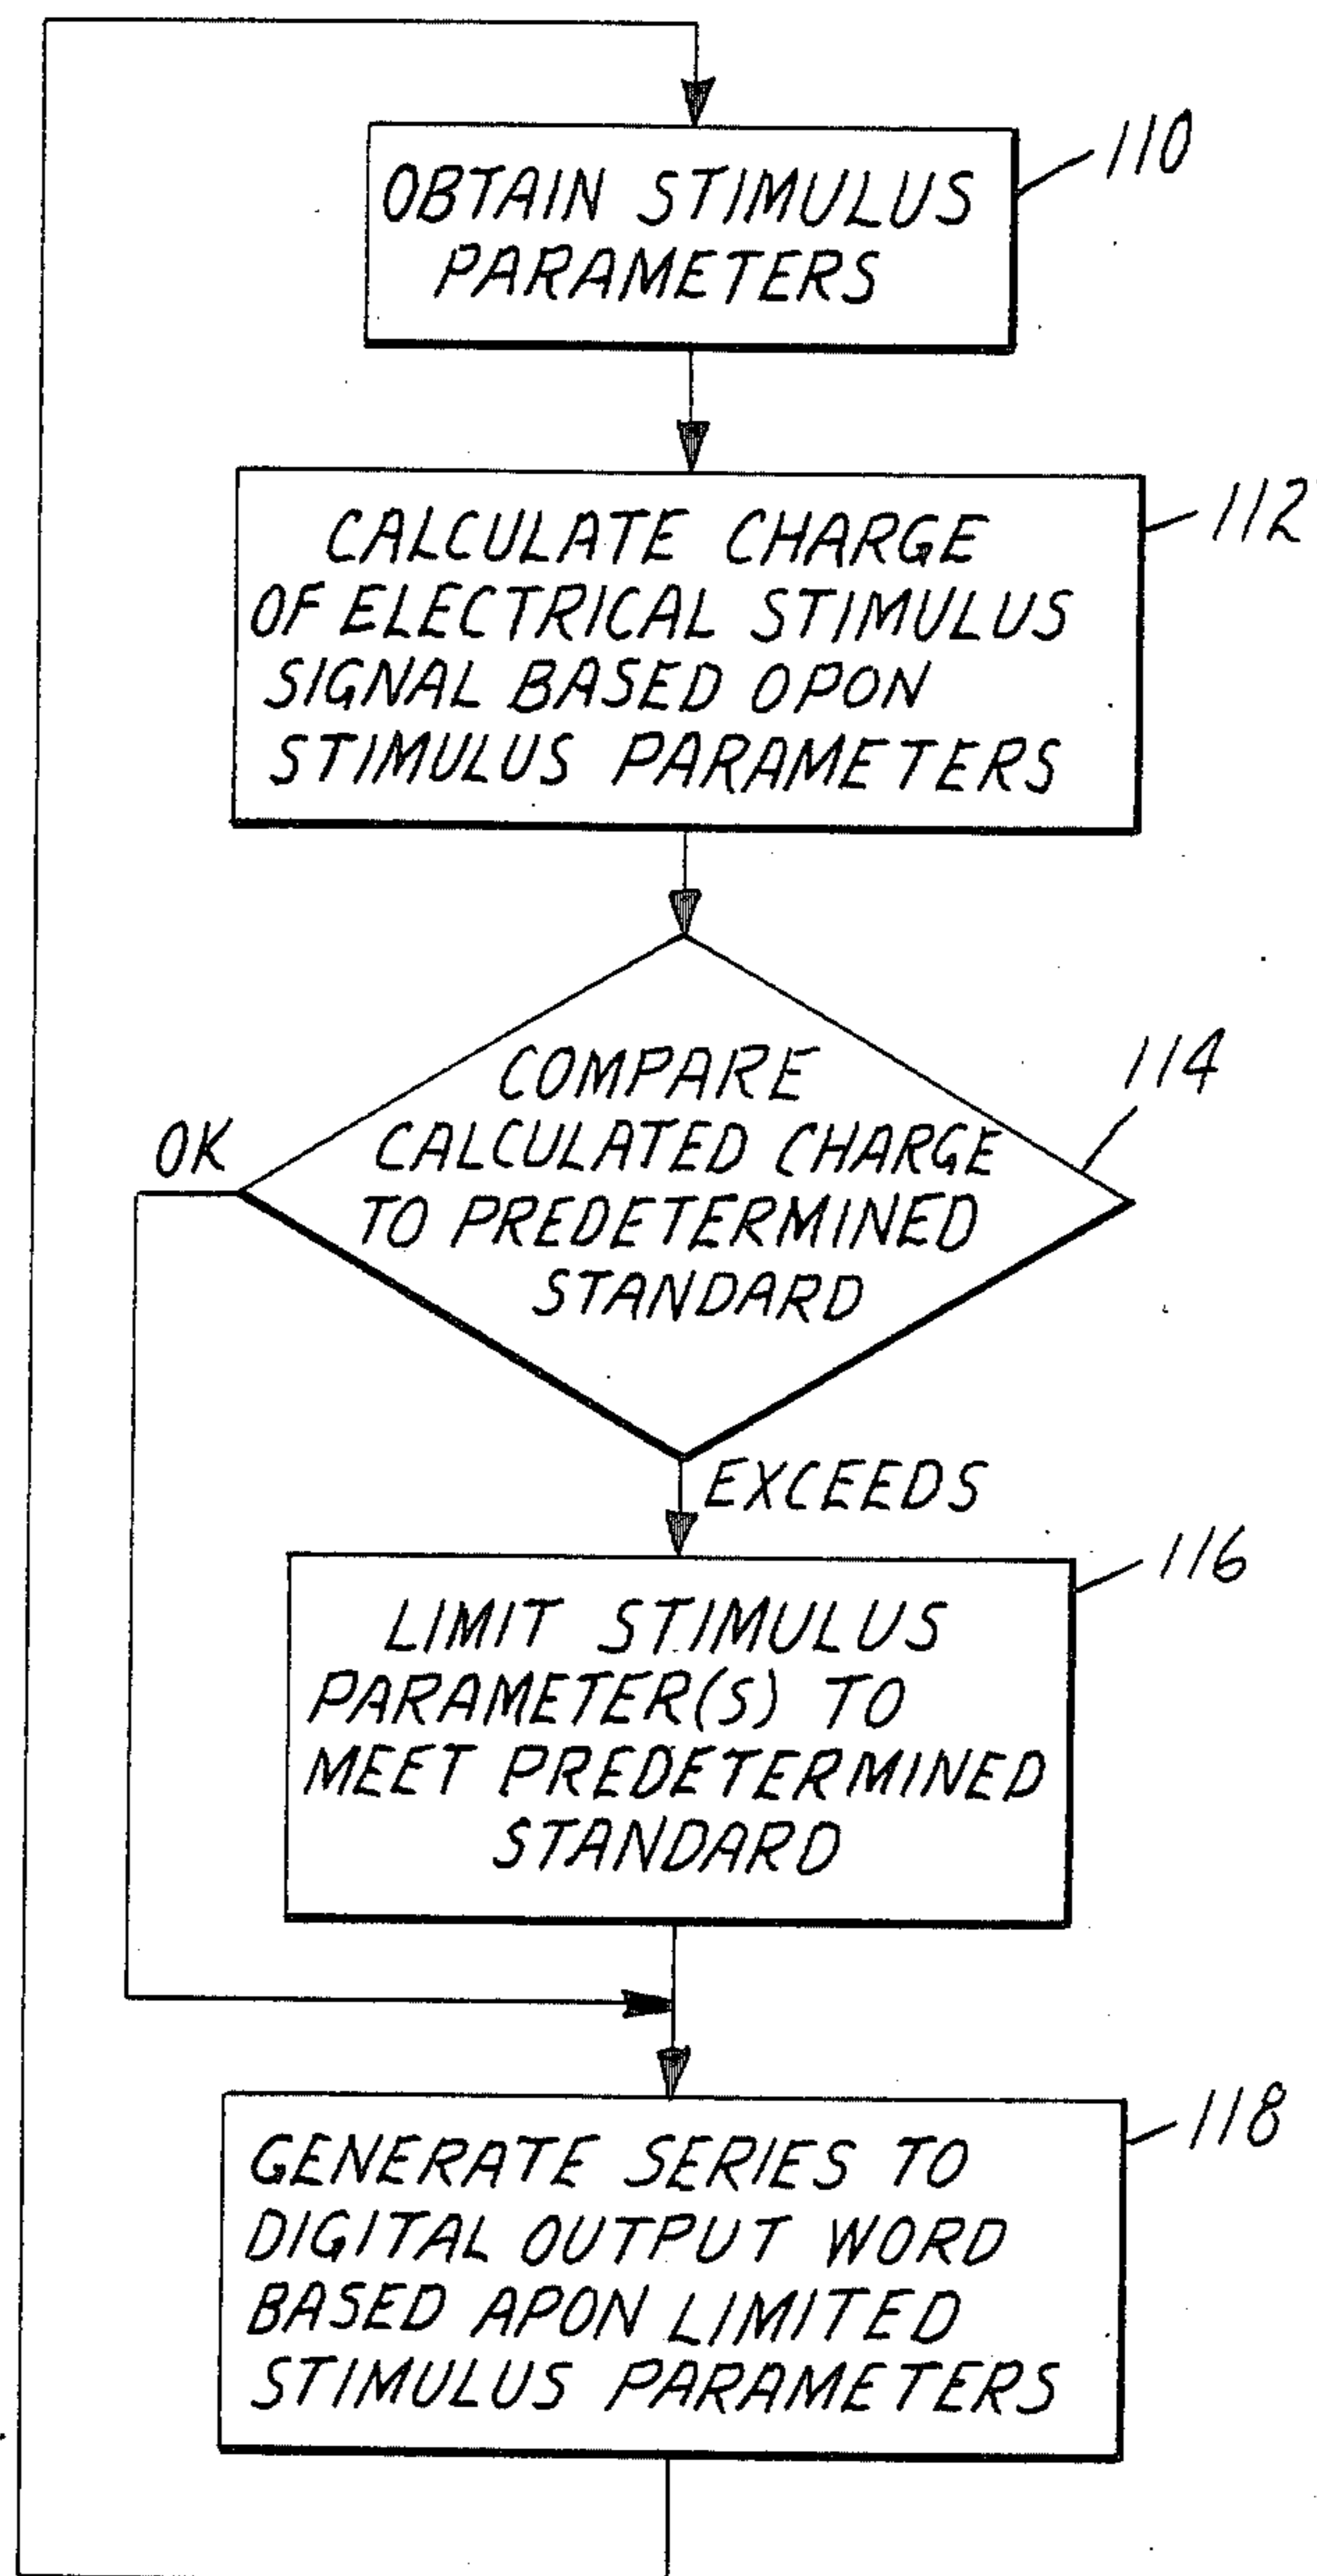 110
OBTAIN STIMULUS
PARAMETERS
112
CALCULATE CHARGE
OF ELECTRICAL STIMULUS
SIGNAL BASED OPON
STIMULUS PARAMETERS
114
COMPARE
CALCULATED CHARGE
TO PREDETERMINED
STANDARD
OK
EXCEEDS
116
LIMIT STIMULUS
PARAMETER(S) TO
MEET PREDETERMINED
STANDARD
118
GENERATE SERIES TO
DIGITAL OUTPUT WORD
BASED APON LIMITED
STIMULUS PARAMETERS